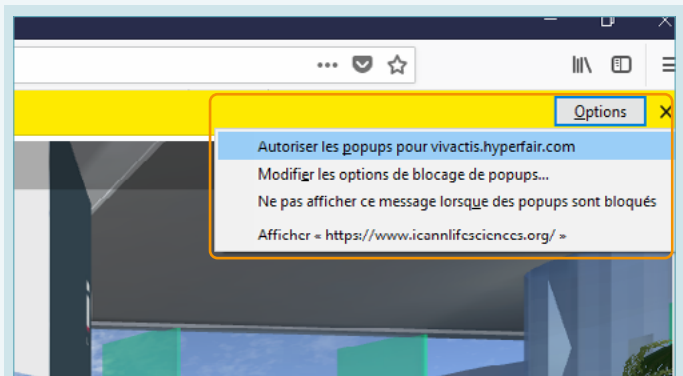 Options
Autoriser les popups pour vivactis.hyperfair.com
Modifier les options de blocage de popups...
Ne pas afficher ce message lorsque des popups sont bloqués
Afficher « https://www.icannlifesciences.org/ »